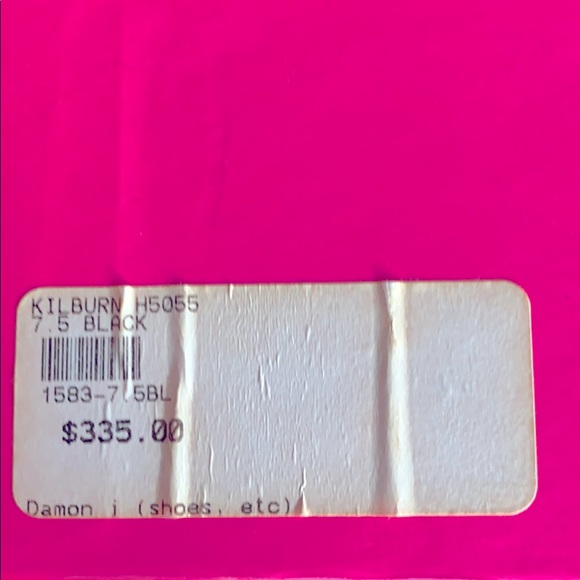 KILBURN H5055
7.5 BLACK
1583-7.5BL
$335.00
Damon j (shoes, etc)